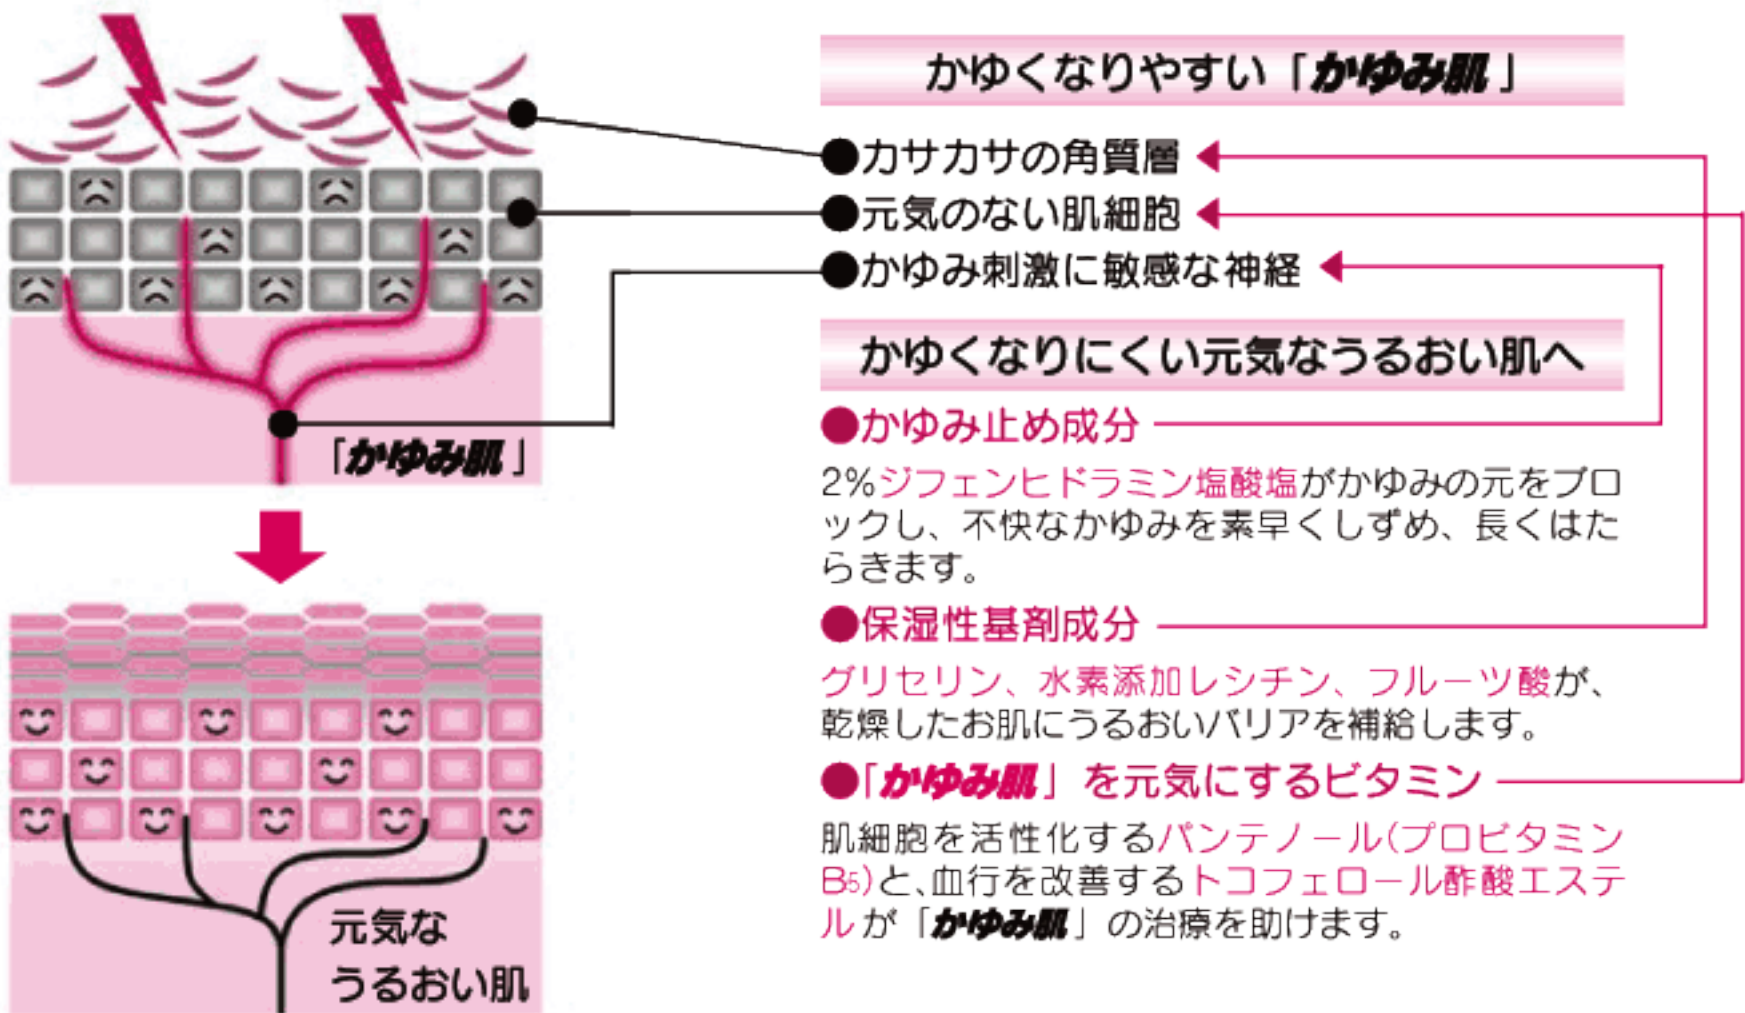 かゆくなりやすい「かゆみ肌」
●カサカサの角質層
●元気のない肌細胞
●かゆみ刺激に敏感な神経
「かゆみ肌」
かゆくなりにくい元気なうるおい肌へ
●かゆみ止め成分
2%ジフェンヒドラミン塩酸塩がかゆみの元をブロ
ックし、不快なかゆみを素早くしずめ、長くはた
らきます。
●保湿性基剤成分
グリセリン、水素添加レシチン、フルーツ酸が、
乾燥したお肌にうるおいバリアを補給します。
●「かゆみ肌」を元気にするビタミン
肌細胞を活性化するパンテノール(プロビタミン
B5)と、血行を改善するトコフェロール酢酸エステ
ルが「かゆみ肌」の治療を助けます。
元気な
うるおい肌